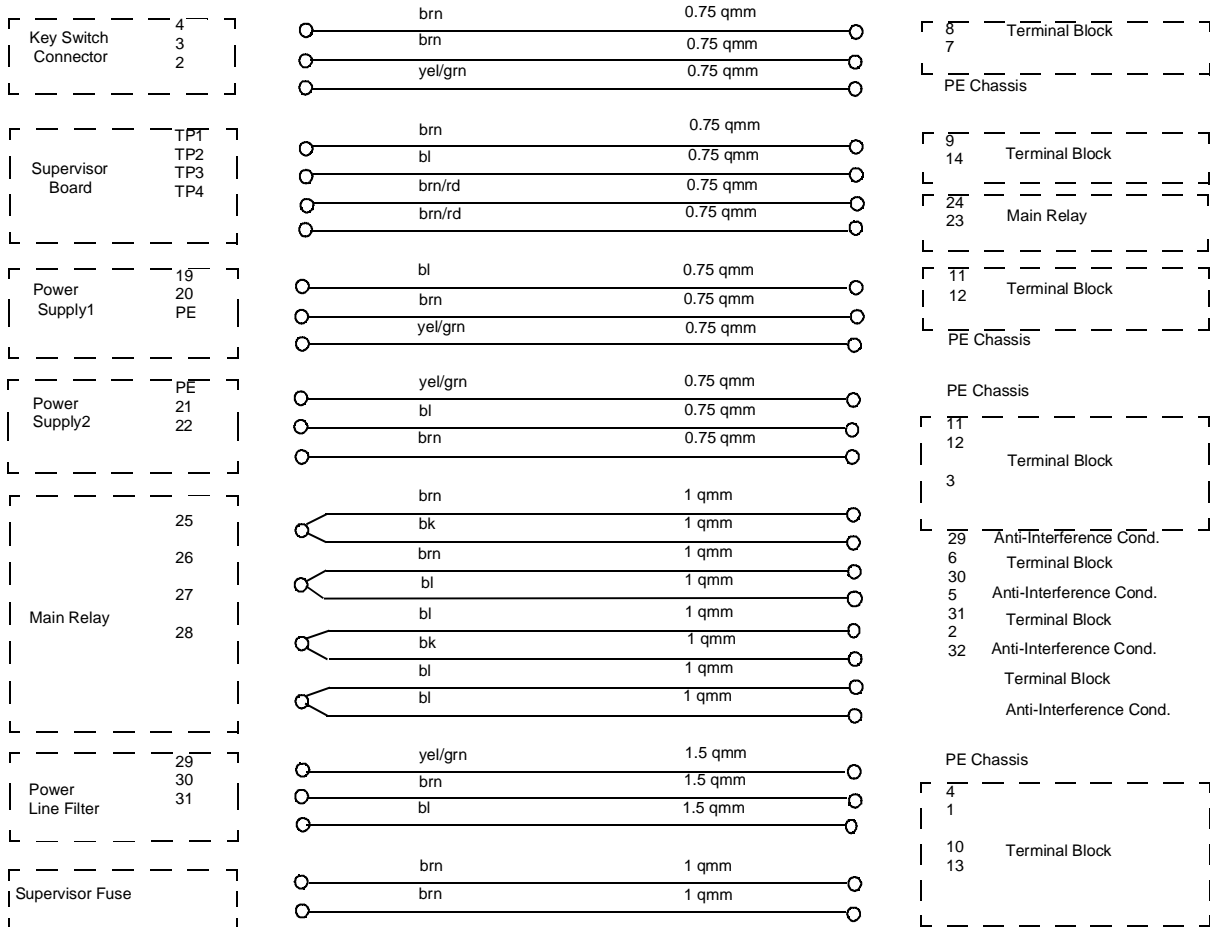 Key Switch
Connector
4
3
2
brn 0.75 qmm
brn 0.75 qmm
yel/grn 0.75 qmm
8 Terminal Block
7
PE Chassis
Supervisor
Board
TP1
TP2
TP3
TP4
brn 0.75 qmm
bl 0.75 qmm
brn/rd 0.75 qmm
brn/rd 0.75 qmm
9
14 Terminal Block
24
23 Main Relay
Power
Supply1
19
20
PE
bl 0.75 qmm
brn 0.75 qmm
yel/grn 0.75 qmm
11
12 Terminal Block
PE Chassis
Power
Supply2
PE
21
22
yel/grn 0.75 qmm
bl 0.75 qmm
brn 0.75 qmm
PE Chassis
11
12
Terminal Block
3
Main Relay
25
26
27
28
brn 1 qmm
bk 1 qmm
brn 1 qmm
bl 1 qmm
bl 1 qmm
bk 1 qmm
bl 1 qmm
bl 1 qmm
29 Anti-Interference Cond.
6 Terminal Block
30
5 Anti-Interference Cond.
31 Terminal Block
2
32 Anti-Interference Cond.
Terminal Block
Anti-Interference Cond.
Power
Line Filter
29
30
31
yel/grn 1.5 qmm
brn 1.5 qmm
bl 1.5 qmm
PE Chassis
4
1
10 Terminal Block
13
Supervisor Fuse
brn 1 qmm
brn 1 qmm